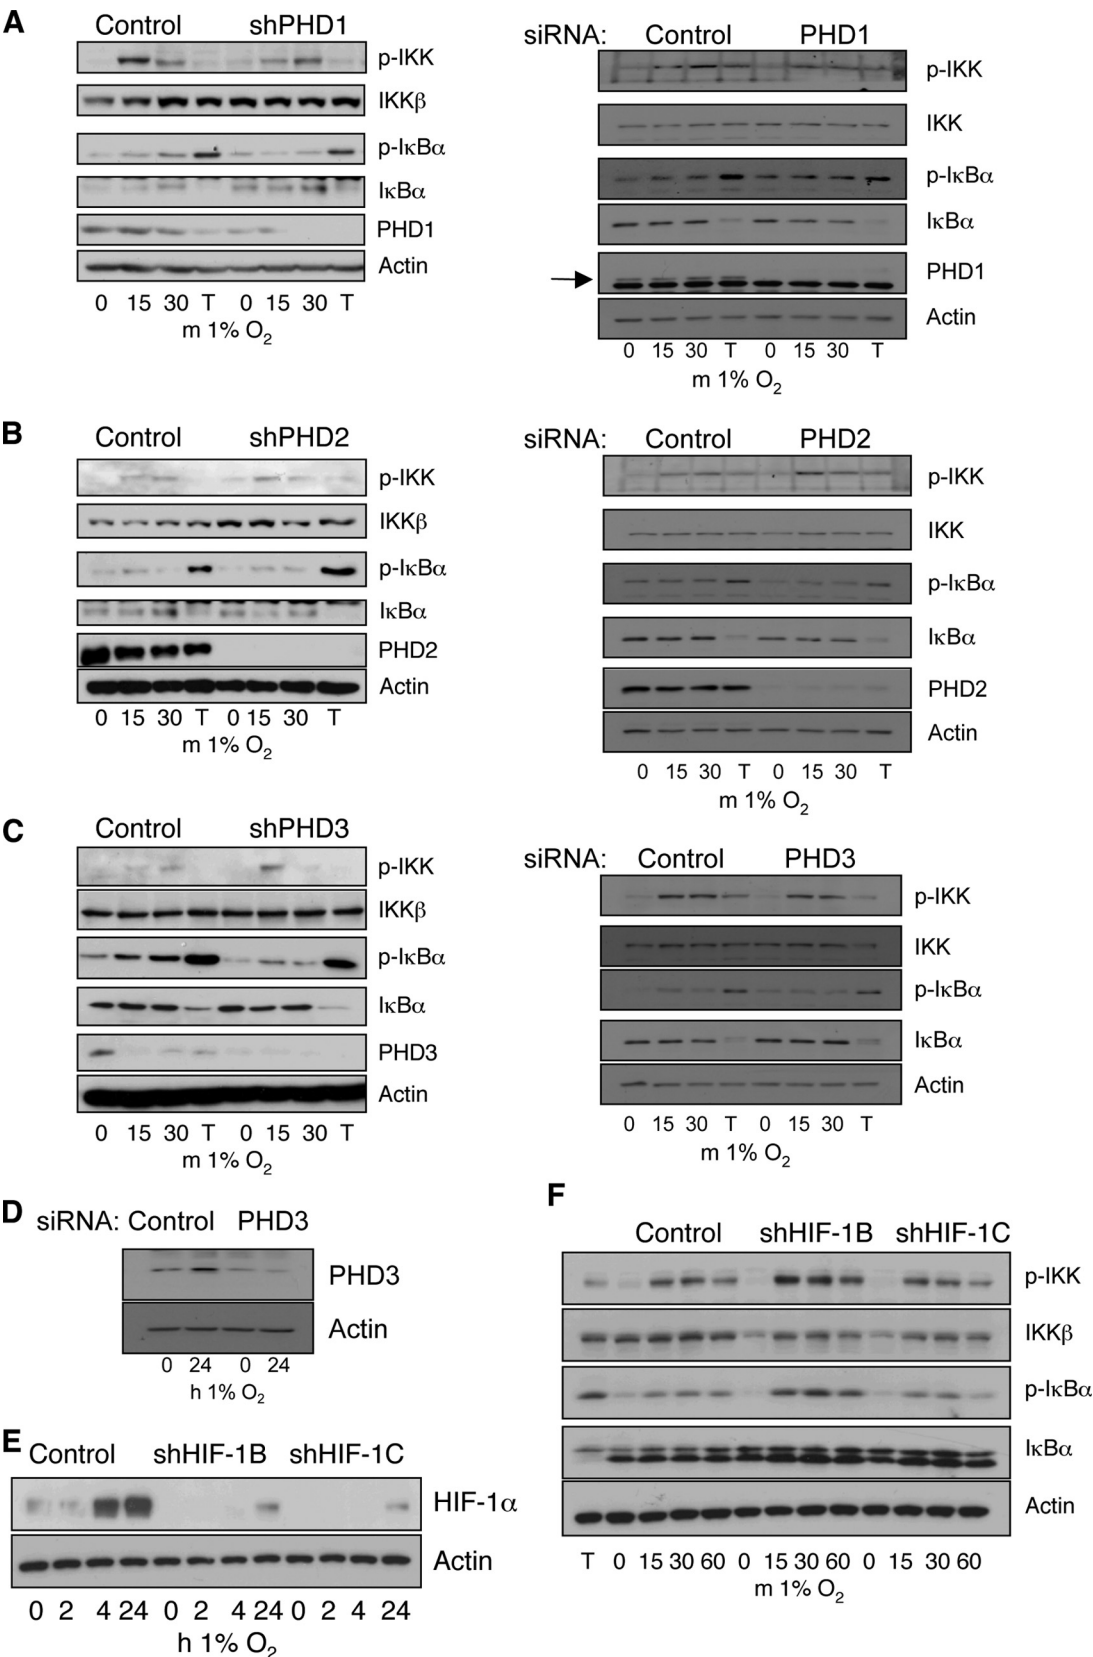 A
Control shPHD1
p-IKK
IKKβ
p-IκBα
IκBα
PHD1
Actin
0 15 30 T 0 15 30 T
m 1% O2
siRNA: Control PHD1
p-IKK
IKK
p-IκBα
IκBα
PHD1
Actin
0 15 30 T 0 15 30 T
m 1% O2
B
Control shPHD2
p-IKK
IKKβ
p-IκBα
IκBα
PHD2
Actin
0 15 30 T 0 15 30 T
m 1% O2
siRNA: Control PHD2
p-IKK
IKK
p-IκBα
IκBα
PHD2
Actin
0 15 30 T 0 15 30 T
m 1% O2
C
Control shPHD3
p-IKK
IKKβ
p-IκBα
IκBα
PHD3
Actin
0 15 30 T 0 15 30 T
m 1% O2
siRNA: Control PHD3
p-IKK
IKK
p-IκBα
IκBα
Actin
0 15 30 T 0 15 30 T
m 1% O2
D
siRNA: Control PHD3
PHD3
Actin
0 24 0 24
h 1% O2
E
Control shHIF-1B shHIF-1C
HIF-1α
Actin
0 2 4 24 0 2 4 24 0 2 4 24
h 1% O2
F
Control shHIF-1B shHIF-1C
p-IKK
IKKβ
p-IκBα
IκBα
Actin
T 0 15 30 60 0 15 30 60 0 15 30 60
m 1% O2